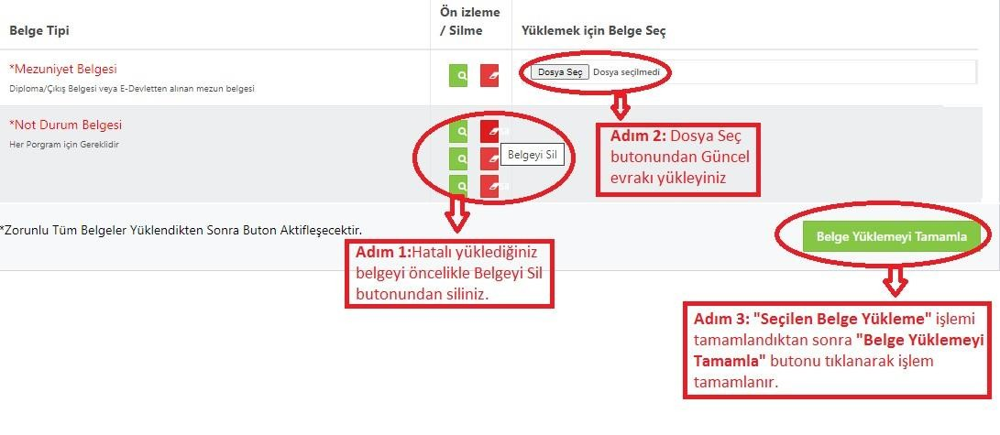 Belge Tipi
Ön izleme
/ Silme
Yüklemek için Belge Seç
*Mezuniyet Belgesi
Diploma/Çıkış Belgesi veya E-Devletten alınan mezun belgesi
Dosya Seç Dosya seçilmedi
*Not Durum Belgesi
Her Porgram için Gereklidir
Sil
Belgeyi Sil
Sil
Adım 2: Dosya Seç
butonundan Güncel
evrakı yükleyiniz
*Zorunlu Tüm Belgeler Yüklendikten Sonra Buton Aktifleşecektir.
Belge Yüklemeyi Tamamla
Adım 1:Hatalı yüklediğiniz
belgeyi öncelikle Belgeyi Sil
butonundan siliniz.
Adım 3: "Seçilen Belge Yükleme" işlemi
tamamlandıktan sonra "Belge Yüklemeyi
Tamamla" butonu tıklanarak işlem
tamamlanır.